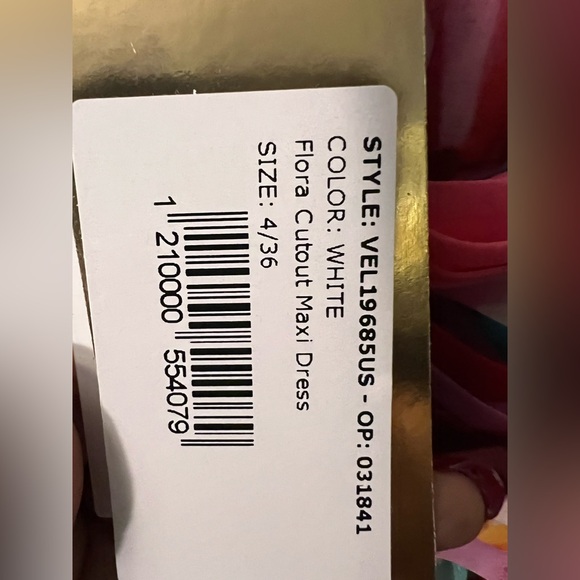 STYLE: VEL19685US - OP: 031841
COLOR: WHITE
Flora Cutout Maxi Dress
SIZE: 4/36
1 210000 554079